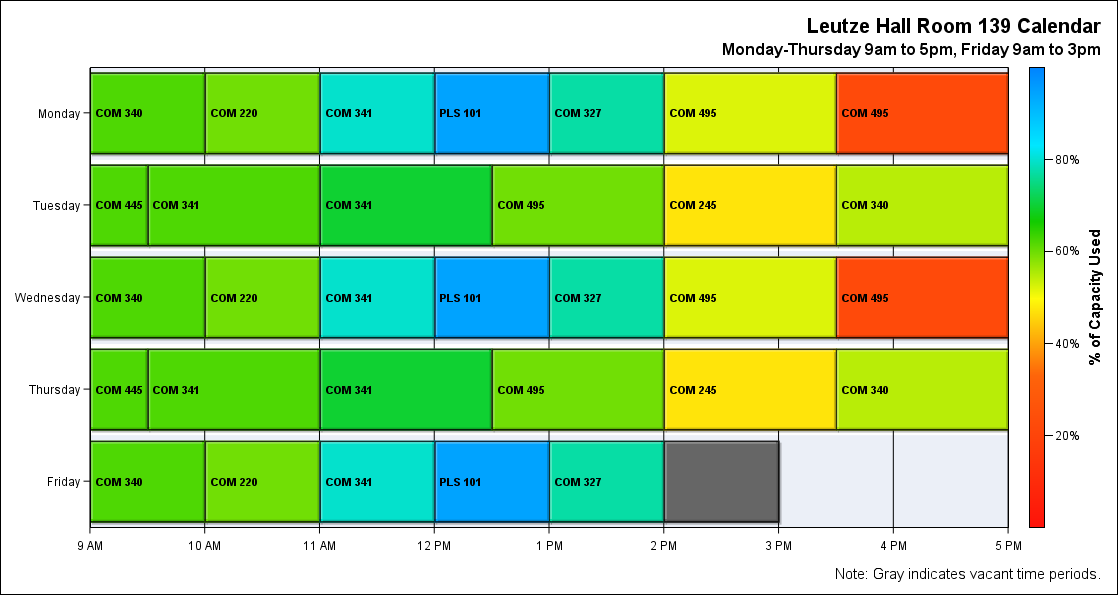 Leutze Hall Room 139 Calendar
Monday-Thursday 9am to 5pm, Friday 9am to 3pm
Monday COM 340 COM 220 COM 341 PLS 101 COM 327 COM 495 COM 495
Tuesday COM 445 COM 341 COM 341 COM 495 COM 245 COM 340
Wednesday COM 340 COM 220 COM 341 PLS 101 COM 327 COM 495 COM 495
Thursday COM 445 COM 341 COM 341 COM 495 COM 245 COM 340
Friday COM 340 COM 220 COM 341 PLS 101 COM 327
9 AM 10 AM 11 AM 12 PM 1 PM 2 PM 3 PM 4 PM 5 PM
80%
60%
40%
20%
% of Capacity Used
Note: Gray indicates vacant time periods.